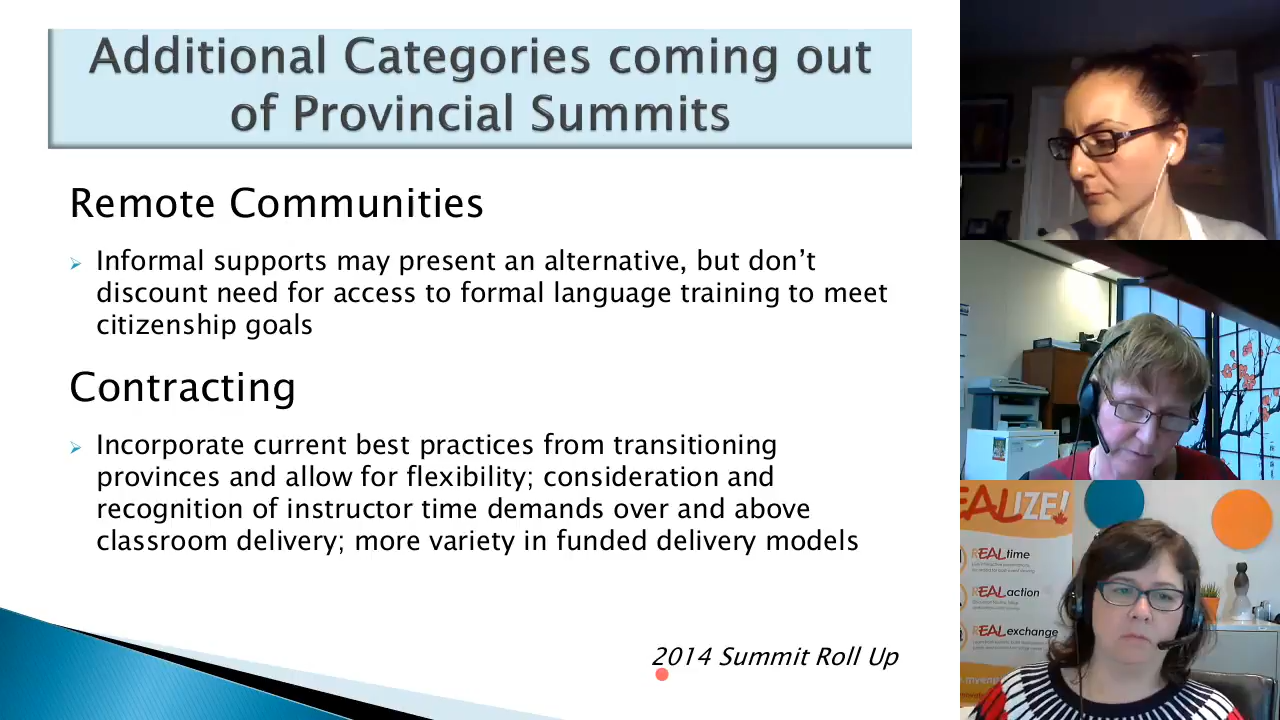 Additional Categories coming out
of Provincial Summits
Remote Communities
Informal supports may present an alternative, but don’t
discount need for access to formal language training to meet
citizenship goals
Contracting
Incorporate current best practices from transitioning
provinces and allow for flexibility; consideration and
recognition of instructor time demands over and above
classroom delivery; more variety in funded delivery models
2014 Summit Roll Up
EALIZE!
REALtime
REALaction
REALexchange